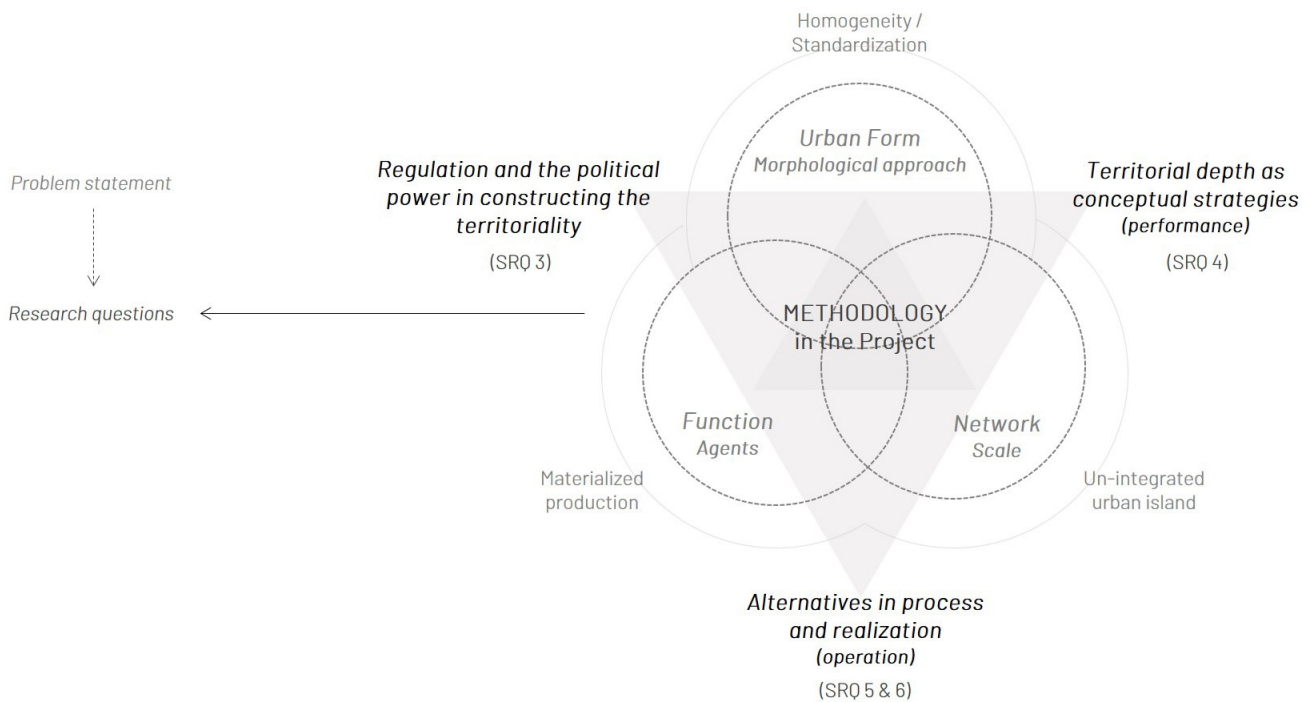 Homogeneity /
Standardization
Urban Form
Morphological approach
Regulation and the political
power in constructing the
territoriality
(SRQ 3)
Territorial depth as
conceptual strategies
(performance)
(SRQ 4)
Problem statement
Research questions
METHODOLOGY
in the Project
Function
Agents
Network
Scale
Materialized
production
Un-integrated
urban island
Alternatives in process
and realization
(operation)
(SRQ 5 & 6)